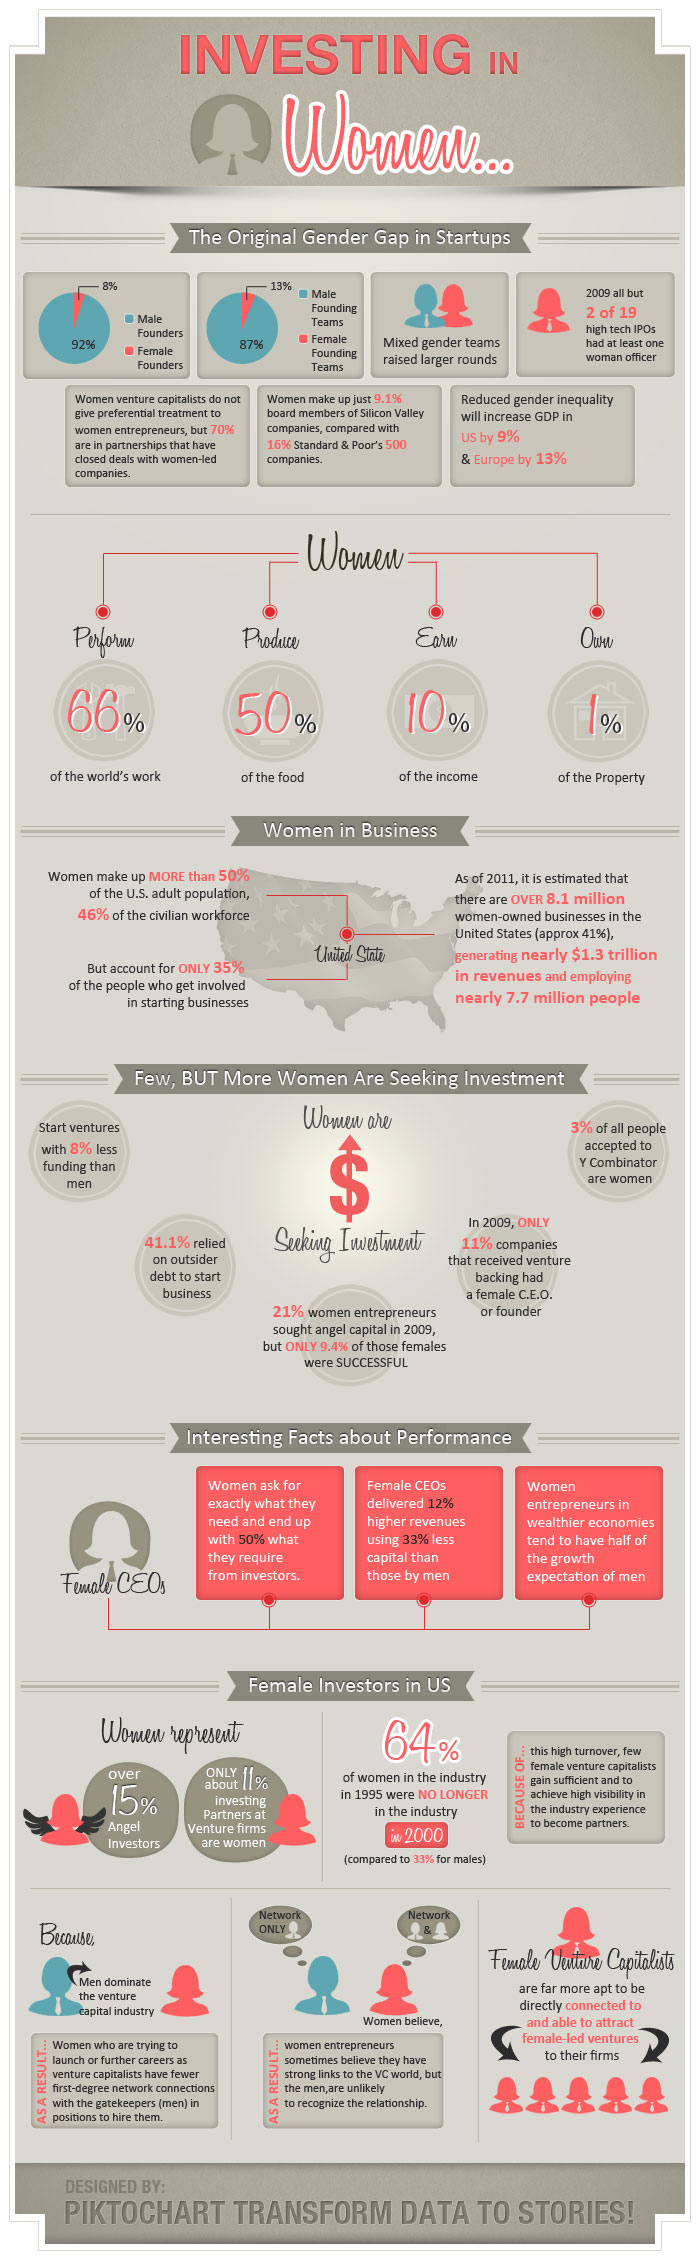 INVESTING IN
Women...
The Original Gender Gap in Startups
8%
92%
Male
Founders
Female
Founders
13%
87%
Male
Founding
Teams
Female
Founding
Teams
Mixed gender teams
raised larger rounds
2009 all but
2 of 19
high tech IPOs
had at least one
woman officer
Women venture capitalists do not
give preferential treatment to
women entrepreneurs, but 70%
are in partnerships that have
closed deals with women-led
companies.
Women make up just 9.1%
board members of Silicon Valley
companies, compared with
16% Standard & Poor's 500
companies.
Reduced gender inequality
will increase GDP in
US by 9%
& Europe by 13%
Women
Perform
66%
of the world's work
Produce
50%
of the food
Earn
10%
of the income
Own
1%
of the Property
Women in Business
Women make up MORE than 50%
of the U.S. adult population,
46% of the civilian workforce
But account for ONLY 35%
of the people who get involved
in starting businesses
United State
As of 2011, it is estimated that
there are OVER 8.1 million
women-owned businesses in the
United States (approx 41%),
generating nearly $1.3 trillion
in revenues and employing
nearly 7.7 million people
Few, BUT More Women Are Seeking Investment
Women are
$
Seeking Investment
Start ventures
with 8% less
funding than
men
41.1% relied
on outsider
debt to start
business
21% women entrepreneurs
sought angel capital in 2009,
but ONLY 9.4% of those females
were SUCCESSFUL
In 2009, ONLY
11% companies
that received venture
backing had
a female C.E.O.
or founder
3% of all people
accepted to
Y Combinator
are women
Interesting Facts about Performance
Female CEOs
Women ask for
exactly what they
need and end up
with 50% what
they require
from investors.
Female CEOs
delivered 12%
higher revenues
using 33% less
capital than
those by men
Women
entrepreneurs in
wealthier economies
tend to have half of
the growth
expectation of men
Female Investors in US
Women represent
over
15%
Angel
Investors
ONLY
about 11%
investing
Partners at
Venture firms
are women
64%
of women in the industry
in 1995 were NO LONGER
in the industry
in 2000
(compared to 33% for males)
BECAUSE OF...
this high turnover, few
female venture capitalists
gain sufficient and to
achieve high visibility in
the industry experience
to become partners.
Because,
Men dominate
the venture
capital industry
AS A RESULT...
Women who are trying to
launch or further careers as
venture capitalists have fewer
first-degree network connections
with the gatekeepers (men) in
positions to hire them.
Network
ONLY
Network
&
Women believe,
AS A RESULT...
women entrepreneurs
sometimes believe they have
strong links to the VC world, but
the men,are unlikely
to recognize the relationship.
Female Venture Capitalists
are far more apt to be
directly connected to
and able to attract
female-led ventures
to their firms
DESIGNED BY:
PIKTOCHART TRANSFORM DATA TO STORIES!